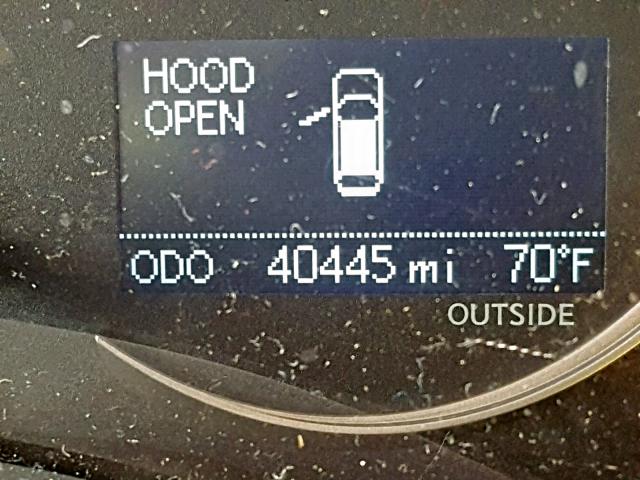 HOOD
OPEN
ODO 40445 mi 70°F
OUTSIDE